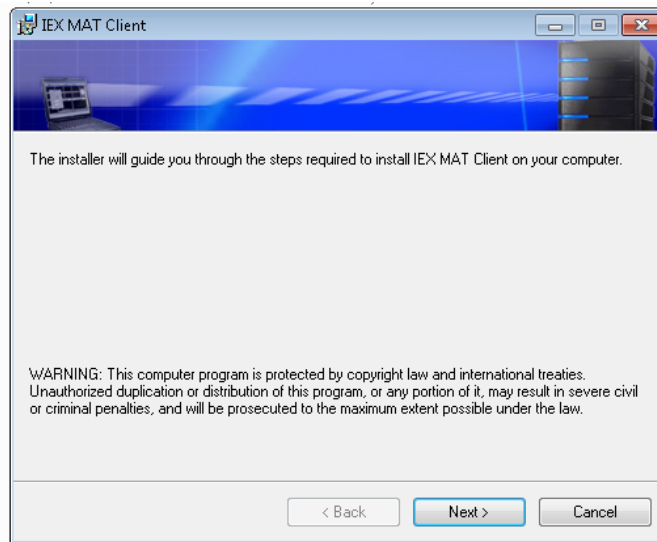 IEX MAT Client
The installer will guide you through the steps required to install IEX MAT Client on your computer.
WARNING: This computer program is protected by copyright law and international treaties.
Unauthorized duplication or distribution of this program, or any portion of it, may result in severe civil
or criminal penalties, and will be prosecuted to the maximum extent possible under the law.
< Back Next > Cancel